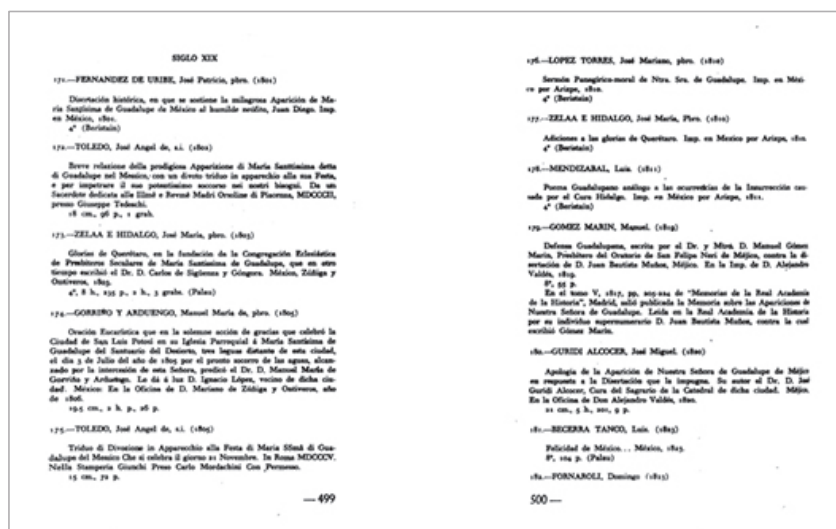 SIGLO XIX
171.—FERNANDEZ DE URIBE, José Patricio, pbro. (1801)
Disertación histórica, en que se sostiene la milagrosa Aparición de Ma-
ría Santísima de Guadalupe de México al humilde neófito, Juan Diego. Imp.
en México, 1801.
4° (Beristain)
172.—TOLEDO, José Angel de, s.i. (1802)
Breve relazione della prodigiosa Apparizione di Maria Santtisima detta
di Guadalupe nel Messico, con un divoto triduo in apparechio alla sua Festa,
e per impetrare il suo potentissimo soccorso nei nostri bisogni. Da un
Sacerdote dedicata alle Illmé e Revmé Madri Orsoline di Piacenza, MDCCCII,
presso Giuseppe Tedeschi.
18 cm., 96 p., 1 grab.
173.—ZELAA E HIDALGO, José María, pbro. (1803)
Glorias de Querétaro, en la fundación de la Congregación Eclesiástica
de Presbíteros Seculares de María Santísima de Guadalupe, que en otro
tiempo escribió el Dr. D. Carlos de Sigüenza y Góngora. México, Zúñiga y
Ontiveros, 1803.
4°, 8 h., 235 p., 2 h., 3 grabs. (Palau)
174.—GORRIÑO Y ARDUENGO, Manuel María de, pbro. (1805)
Oración Eucarística que en la solemne acción de gracias que celebró la
Ciudad de San Luis Potosí en su Iglesia Parroquial á María Santísima de
Guadalupe del Santuario del Desierto, tres leguas distante de esta ciudad,
el día 3 de Julio del año de 1805 por el pronto socorro de las aguas, alcan-
zado por la intercesión de esta Señora, predicó el Dr. D. Manuel María de
Gorriño y Arduengo. La dá á luz D. Ignacio López, vecino de dicha ciu-
dad. México: En la Oficina de D. Mariano de Zúñiga y Ontiveros, año
de 1806.
19.5 cm., 2 h. p., 26 p.
175.—TOLEDO, José Angel de, s.i. (1805)
Triduo di Divozione in Apparecchio alla Festa di Maria SSmâ di Gua-
dalupe del Messico Che si celebra il giorno 21 Novembre. In Roma MDCCCV.
Nella Stamperia Giunchi Preso Carlo Mordachini Con Permesso.
15 cm., 72 p.
—499
176.—LOPEZ TORRES, José Mariano, pbro. (1810)
Sermón Panegírico-moral de Ntra. Sra. de Guadalupe. Imp. en Méxi-
co por Arizpe, 1810.
4° (Beristain)
177.—ZELAA E HIDALGO, José María, Pbro. (1810)
Adiciones a las glorias de Querétaro. Imp. en Mexico por Arizpe, 1810.
4° (Beristain)
178.—MENDIZABAL, Luis. (1811)
Poema Guadalupano análogo a las ocurrencias de la Insurrección cau-
sada por el Cura Hidalgo. Imp. en México por Arizpe, 1811.
4° (Beristain)
179.—GOMEZ MARIN, Manuel. (1819)
Defensa Guadalupana, escrita por el Dr. y Mtró. D. Manuel Gómez
Marín, Presbítero del Oratorio de San Felipe Neri de Méjico, contra la di-
sertación de D. Juan Bautista Muñoz, Méjico. En la Imp. de D. Alejandro
Valdés, 1819.
8°, 55 p.
En el tomo V, 1817, pp. 205-224 de "Memorias de la Real Academia
de la Historia", Madrid, salió publicada la Memoria sobre las Apariciones de
Nuestra Señora de Guadalupe. Leída en la Real Academia de la Historia
por su individuo supernumerario D. Juan Bautista Muñoz, contra la cual
escribió Gómez Marín.
180.—GURIDI ALCOCER, José Miguel. (1820)
Apología de la Aparición de Nuestra Señora de Guadalupe de Méjico
en respuesta a la Disertación que la impugna. Su autor el Dr. D. José
Guridi Alcocer, Cura del Sagrario de la Catedral de dicha ciudad. Méjico.
En la Oficina de Don Alejandro Valdés, 1820.
21 cm., 5 h., 201, 9 p.
181.—BECERRA TANCO, Luis. (1823)
Felicidad de México... México, 1823.
8°, 104 p. (Palau)
182.—FORNAROLI, Domingo (1823)
500—